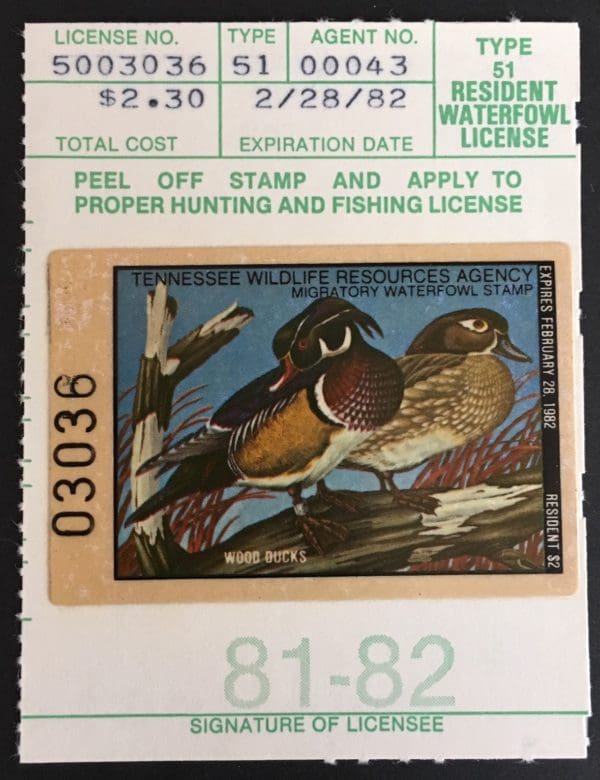 LICENSE NO. TYPE AGENT NO.
5003036 51 00043
$2.30 2/28/82
TOTAL COST EXPIRATION DATE
TYPE
51
RESIDENT
WATERFOWL
LICENSE
PEEL OFF STAMP AND APPLY TO
PROPER HUNTING AND FISHING LICENSE
TENNESSEE WILDLIFE RESOURCES AGENCY
MIGRATORY WATERFOWL STAMP
EXPIRES FEBRUARY 28, 1982 RESIDENT $2
03036
WOOD DUCKS
81-82
SIGNATURE OF LICENSEE